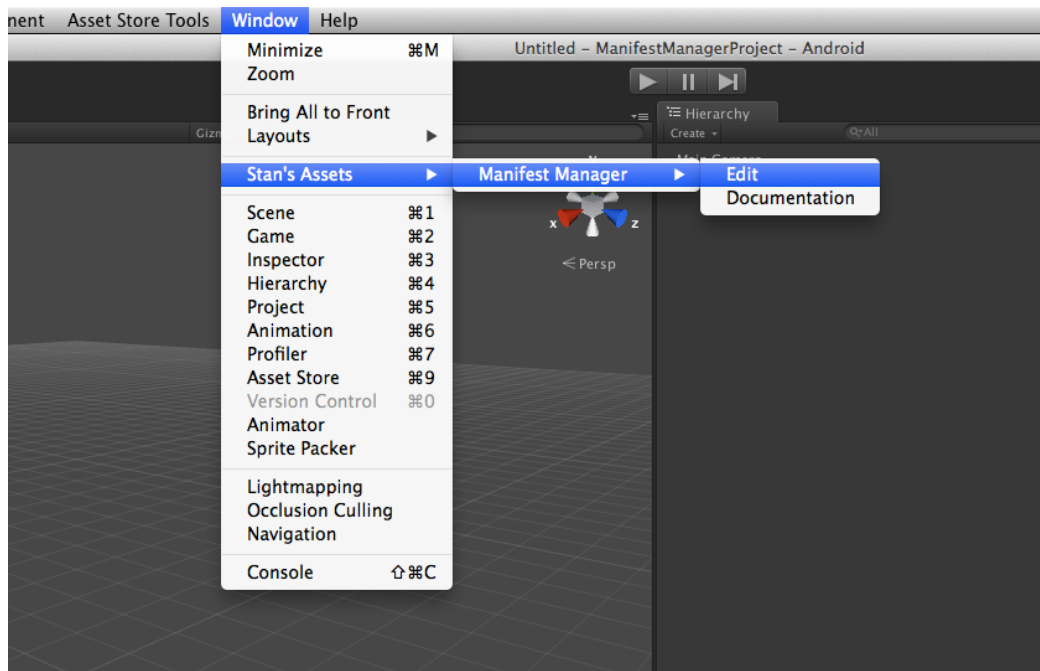 nent Asset Store Tools Window Help
Untitled – ManifestManagerProject – Android
Minimize ⌘M
Zoom
Bring All to Front
Layouts ▶
Stan's Assets ▶
Manifest Manager ▶
Edit
Documentation
Scene ⌘1
Game ⌘2
Inspector ⌘3
Hierarchy ⌘4
Project ⌘5
Animation ⌘6
Profiler ⌘7
Asset Store ⌘9
Version Control ⌘0
Animator
Sprite Packer
Lightmapping
Occlusion Culling
Navigation
Console ⇧⌘C
Gizn
Hierarchy
Create
All
x
z
Persp